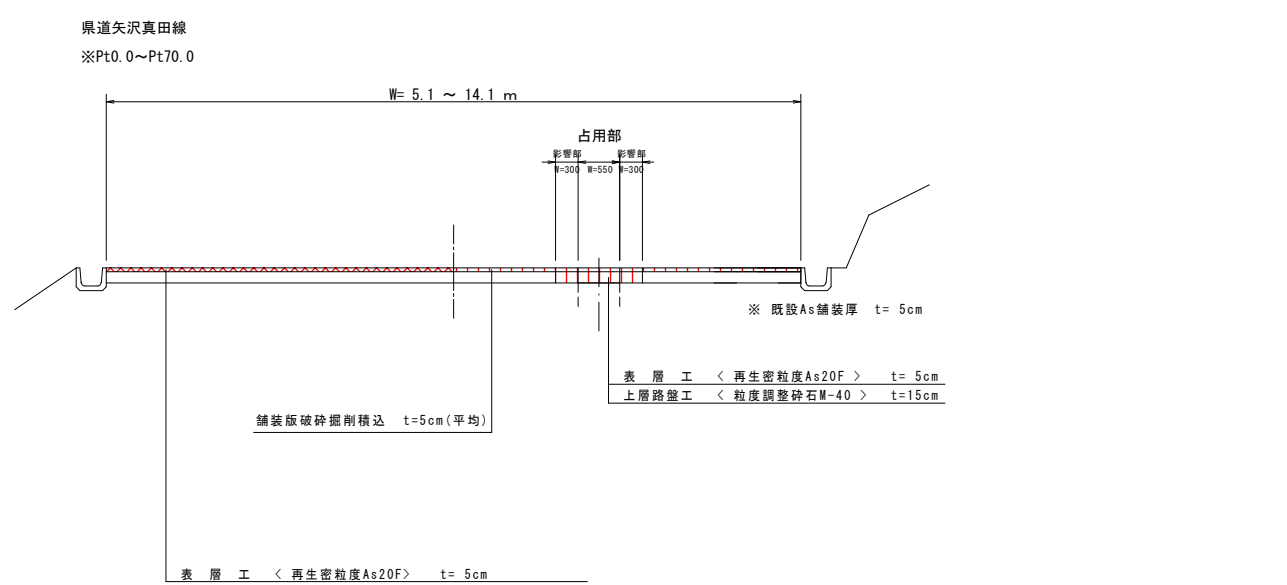 県道矢沢真田線
※Pt0.0～Pt70.0
W= 5.1 ～ 14.1 m
占用部
影響部 影響部
W=300 W=550 W=300
※ 既設As舗装厚 t= 5cm
表 層 工 〈 再生密粒度As20F 〉 t= 5cm
上層路盤工 〈 粒度調整砕石M-40 〉 t=15cm
舗装版破砕掘削積込 t=5cm(平均)
表 層 工 〈 再生密粒度As20F〉 t= 5cm